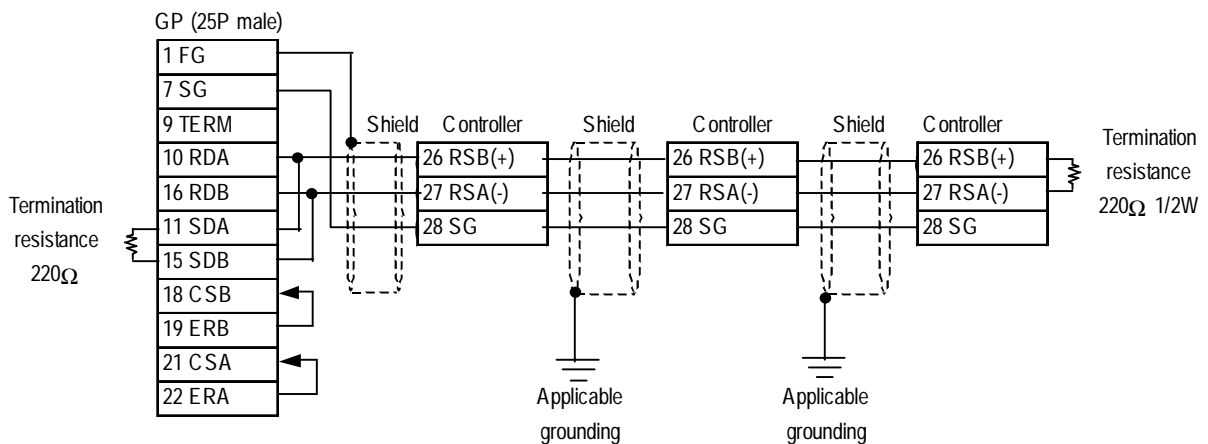 GP (25P male)
1 FG
7 SG
9 TERM
10 RDA
16 RDB
11 SDA
15 SDB
18 CSB
19 ERB
21 CSA
22 ERA
Termination
resistance
220Ω
Shield
Controller
26 RSB(+)
27 RSA(-)
28 SG
Shield
Applicable
grounding
Controller
26 RSB(+)
27 RSA(-)
28 SG
Shield
Applicable
grounding
Controller
26 RSB(+)
27 RSA(-)
28 SG
Termination
resistance
220Ω 1/2W